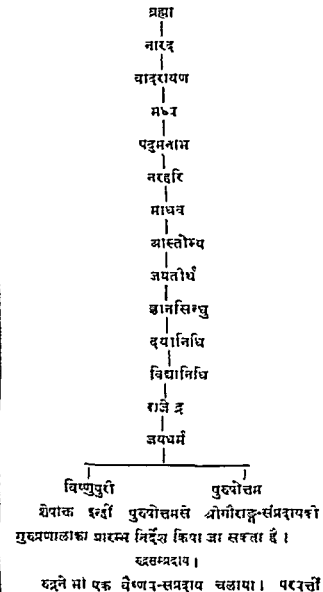 ब्रह्मा
नारद
वादरायण
मध्व
पद्मनाभ
नरहरि
माधव
अक्षोभ्य
जयतीर्थ
ज्ञानसिन्धु
दयानिधि
विद्यानिधि
राजेन्द्र
जयधर्म
विष्णुपुरी पुरुषोत्तम
शेषोक्त इन्हीं पुरुषोत्तमसे श्रीगौराङ्ग-संप्रदायकी
गुरुप्रणालीका प्रारम्भ निर्देश किया जा सकता है।
रुद्रसम्प्रदाय।
रुद्रने भी एक वैष्णव-संप्रदाय चलाया। परवर्त्ती